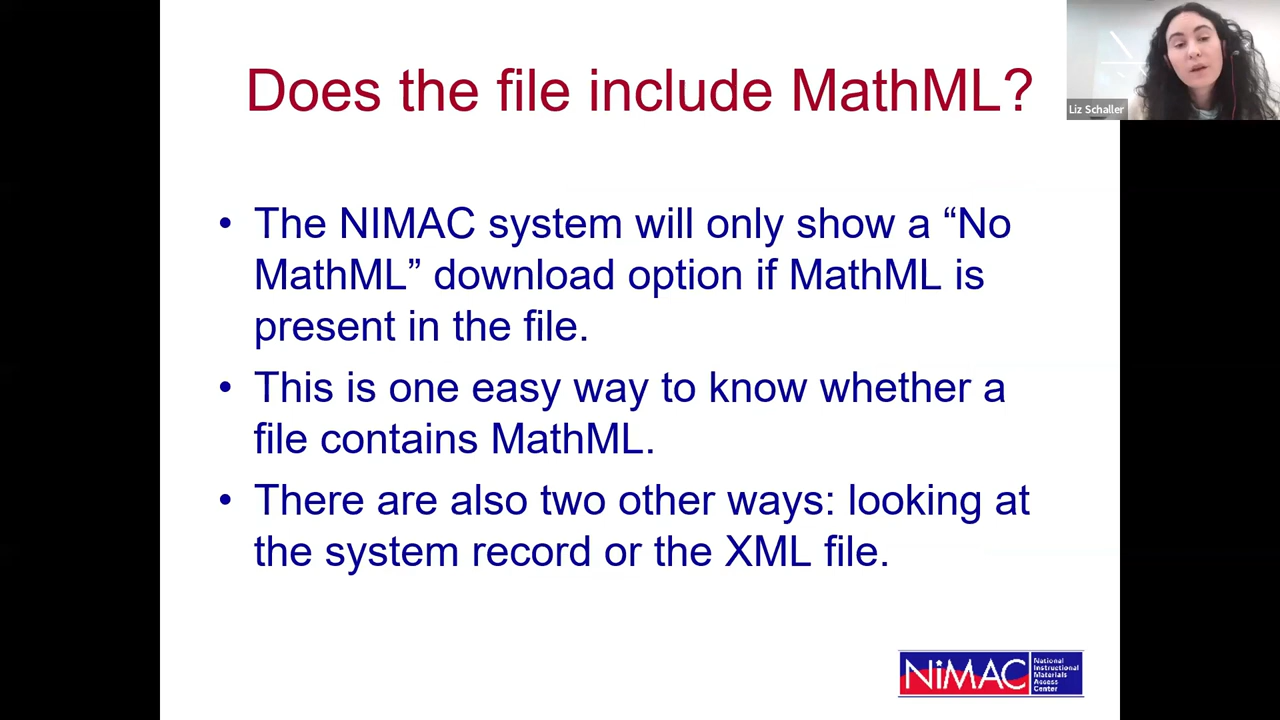 Does the file include MathML?
Liz Schaller
• The NIMAC system will only show a “No
MathML” download option if MathML is
present in the file.
• This is one easy way to know whether a
file contains MathML.
• There are also two other ways: looking at
the system record or the XML file.
NIMAC
National
Instructional
Materials
Access
Center